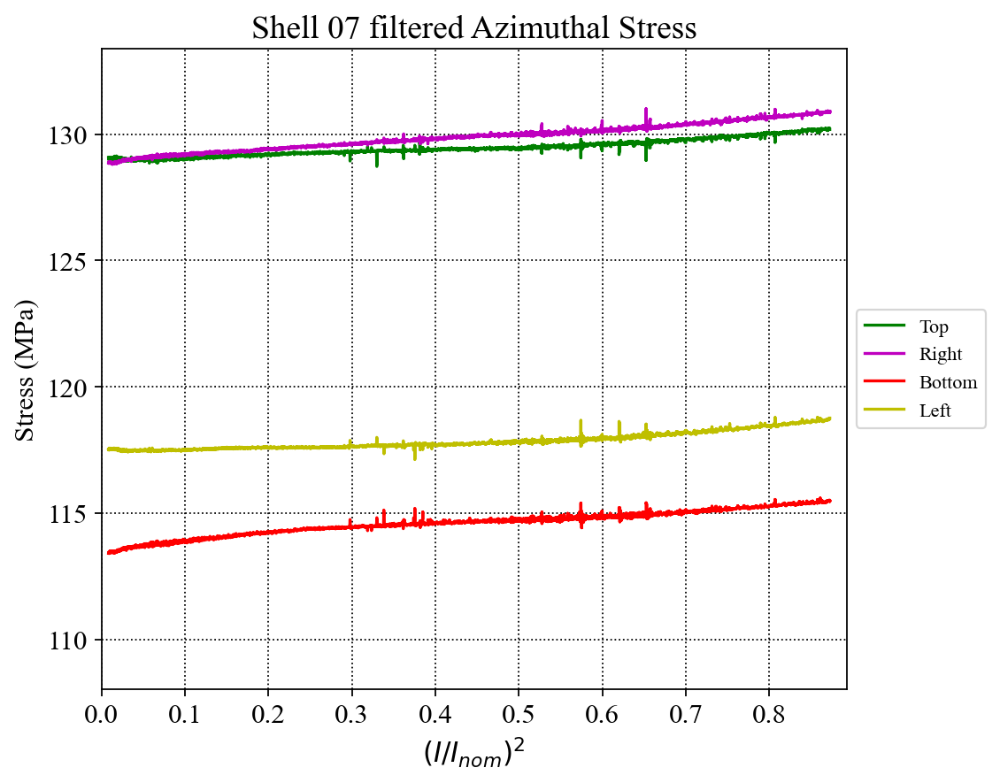 Shell 07 filtered Azimuthal Stress
Stress (MPa)
130
125
120
115
110
0.0 0.1 0.2 0.3 0.4 0.5 0.6 0.7 0.8
(I/I_nom)^2
Top
Right
Bottom
Left